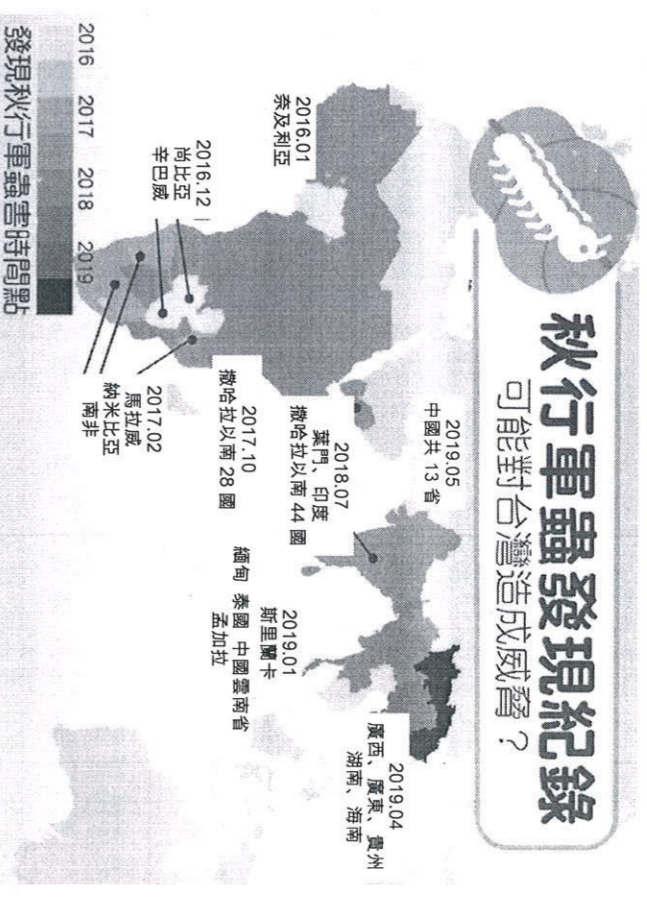 秋行軍蟲發現紀錄
可能對台灣造成威脅？
2016.01
奈及利亞
2016.12
尚比亞
辛巴威
2017.02
馬拉威
納米比亞
南非
2017.10
撒哈拉以南 28 國
2018.07
葉門、印度
撒哈拉以南 44 國
2019.05
中國共 13 省
2019.01
斯里蘭卡
緬甸 泰國 中國雲南省
孟加拉
2019.04
廣西、廣東、貴州
湖南、海南
2016 2017 2018 2019
發現秋行軍蟲害時間點